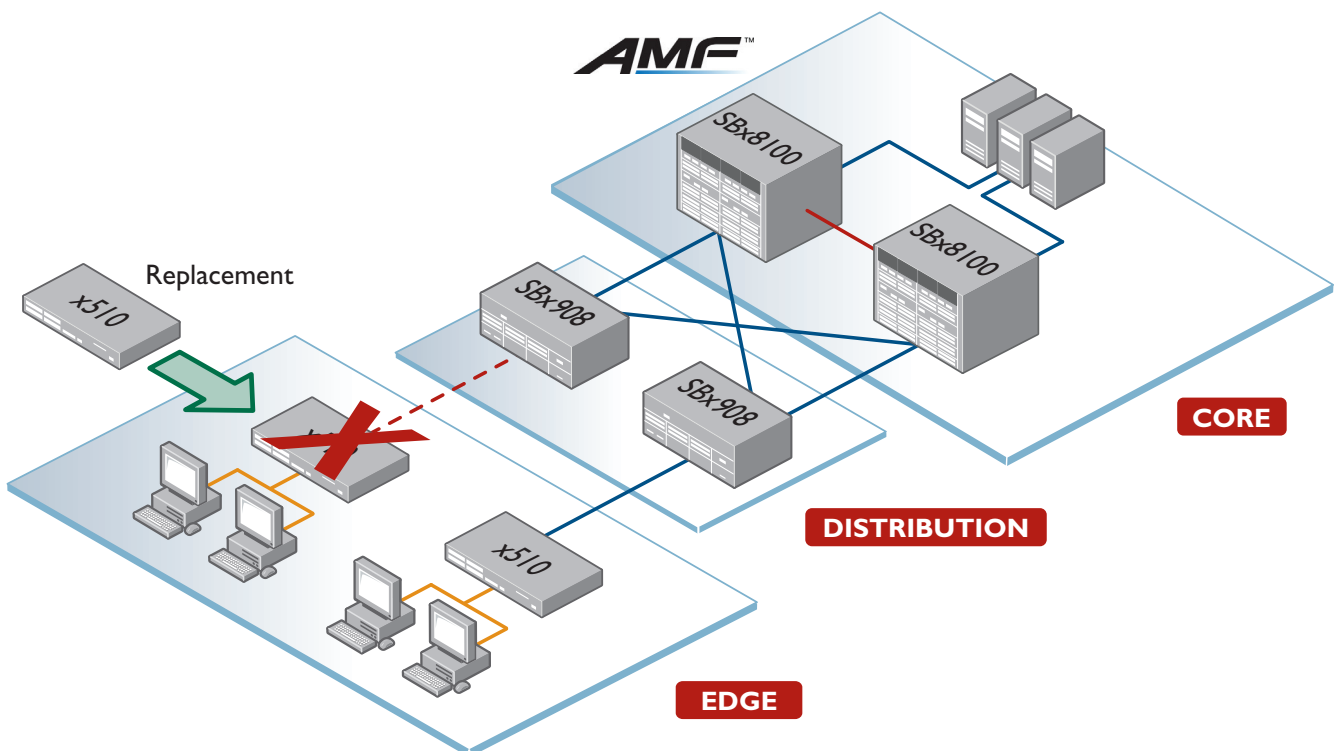 AMF™
SBx8100
SBx8100
Replacement
x510
SBx908
SBx908
CORE
DISTRIBUTION
x510
EDGE